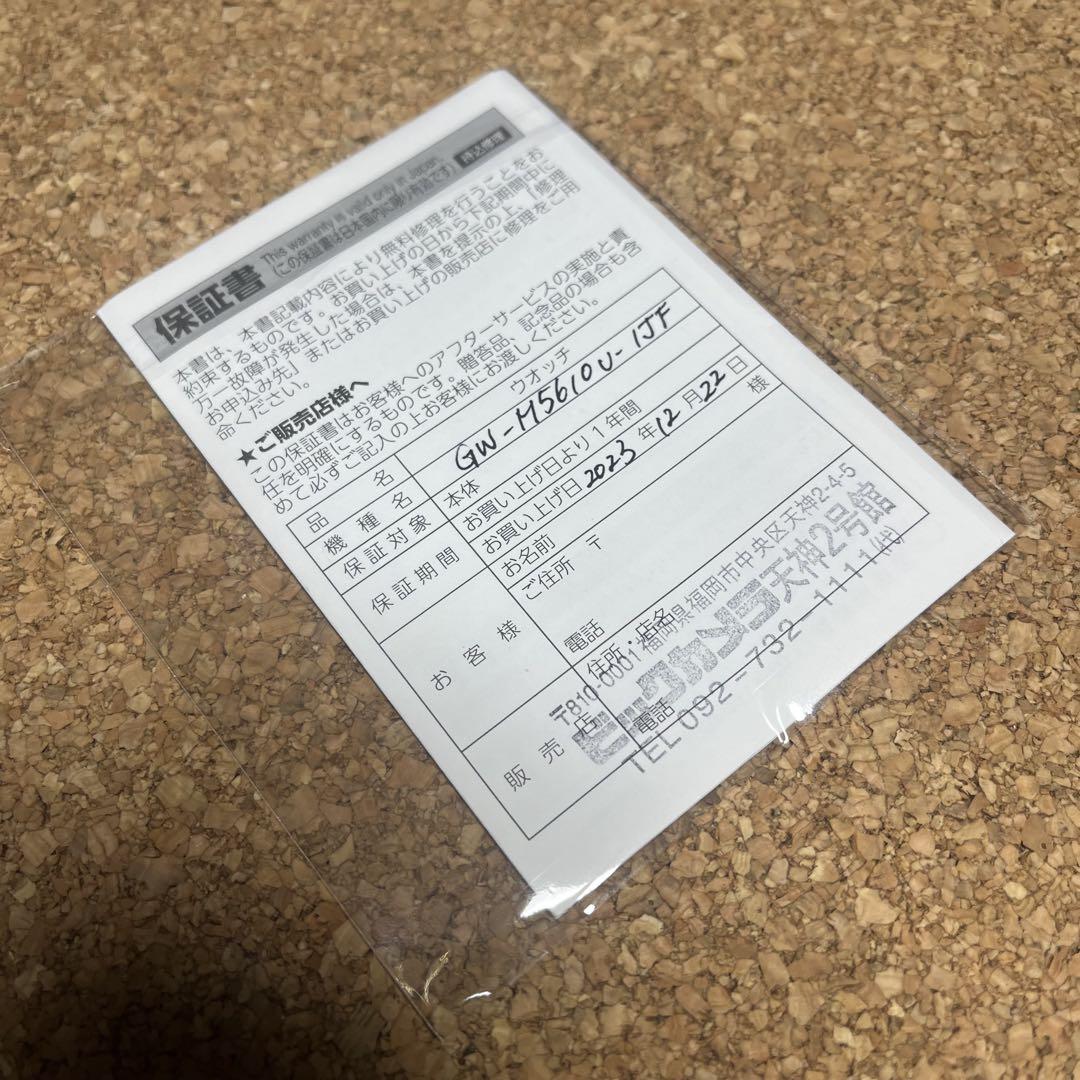 保証書
This warranty is valid only in Japan.
(この保証書は日本国内でのみ有効です)
持込修理
本書は、本書記載内容により無料修理を行うことをお
約束するものです。お買い上げの日から下記期間中に
万一故障が発生した場合は、本書を提示の上、「修理
お申込み先」またはお買い上げの販売店に修理をご用
品ください。
★ご販売店様へ
この保証書はお客様へのアフターサービスの実施と責
任を明確にするものです。贈答品、記念品の場合も含
めて必ずご記入の上お客様にお渡しください。
品名 ウオッチ
機種名 GW-M5610U-1JF
保証対象 本体
保証期間 お買い上げ日より1年間
お買い上げ日 2023年12月22日
お客様 お名前 様
ご住所 〒
電話
販売店 住所・店名
〒810-0001 福岡県福岡市中央区天神2-4-5
ビックカメラ天神2号館
電話
TEL 092-732-1111(代)